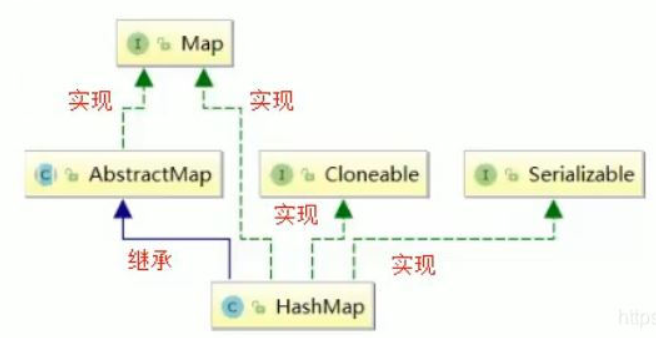 I Map
实现 实现
C AbstractMap I Cloneable I Serializable
继承 实现 实现
C HashMap
https